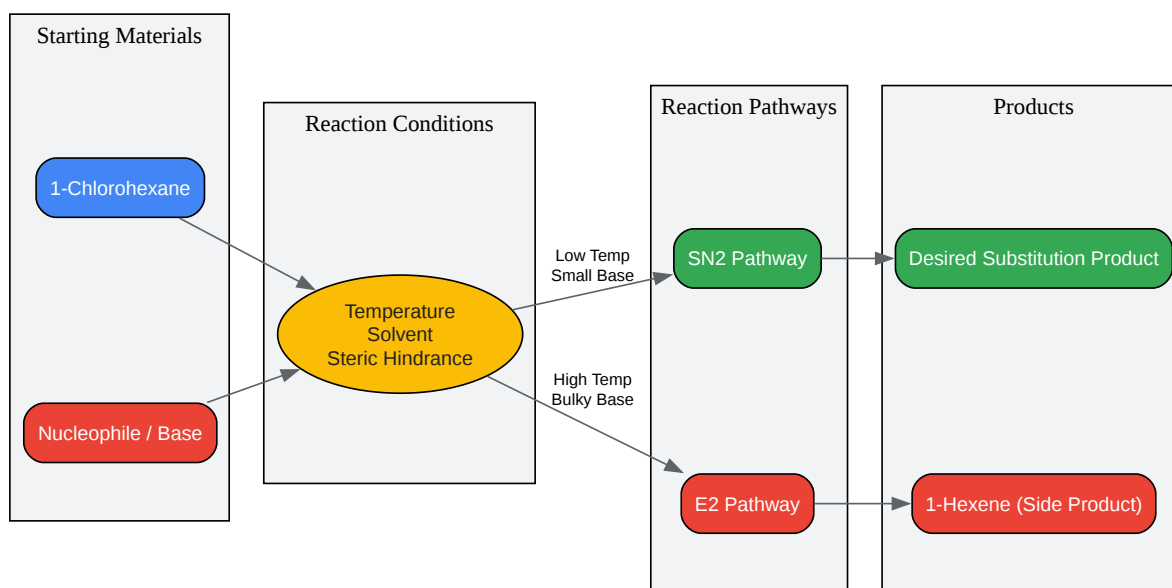 Starting Materials
1-Chlorohexane
Nucleophile / Base
Reaction Conditions
Temperature
Solvent
Steric Hindrance
Low Temp
Small Base
High Temp
Bulky Base
Reaction Pathways
SN2 Pathway
E2 Pathway
Products
Desired Substitution Product
1-Hexene (Side Product)